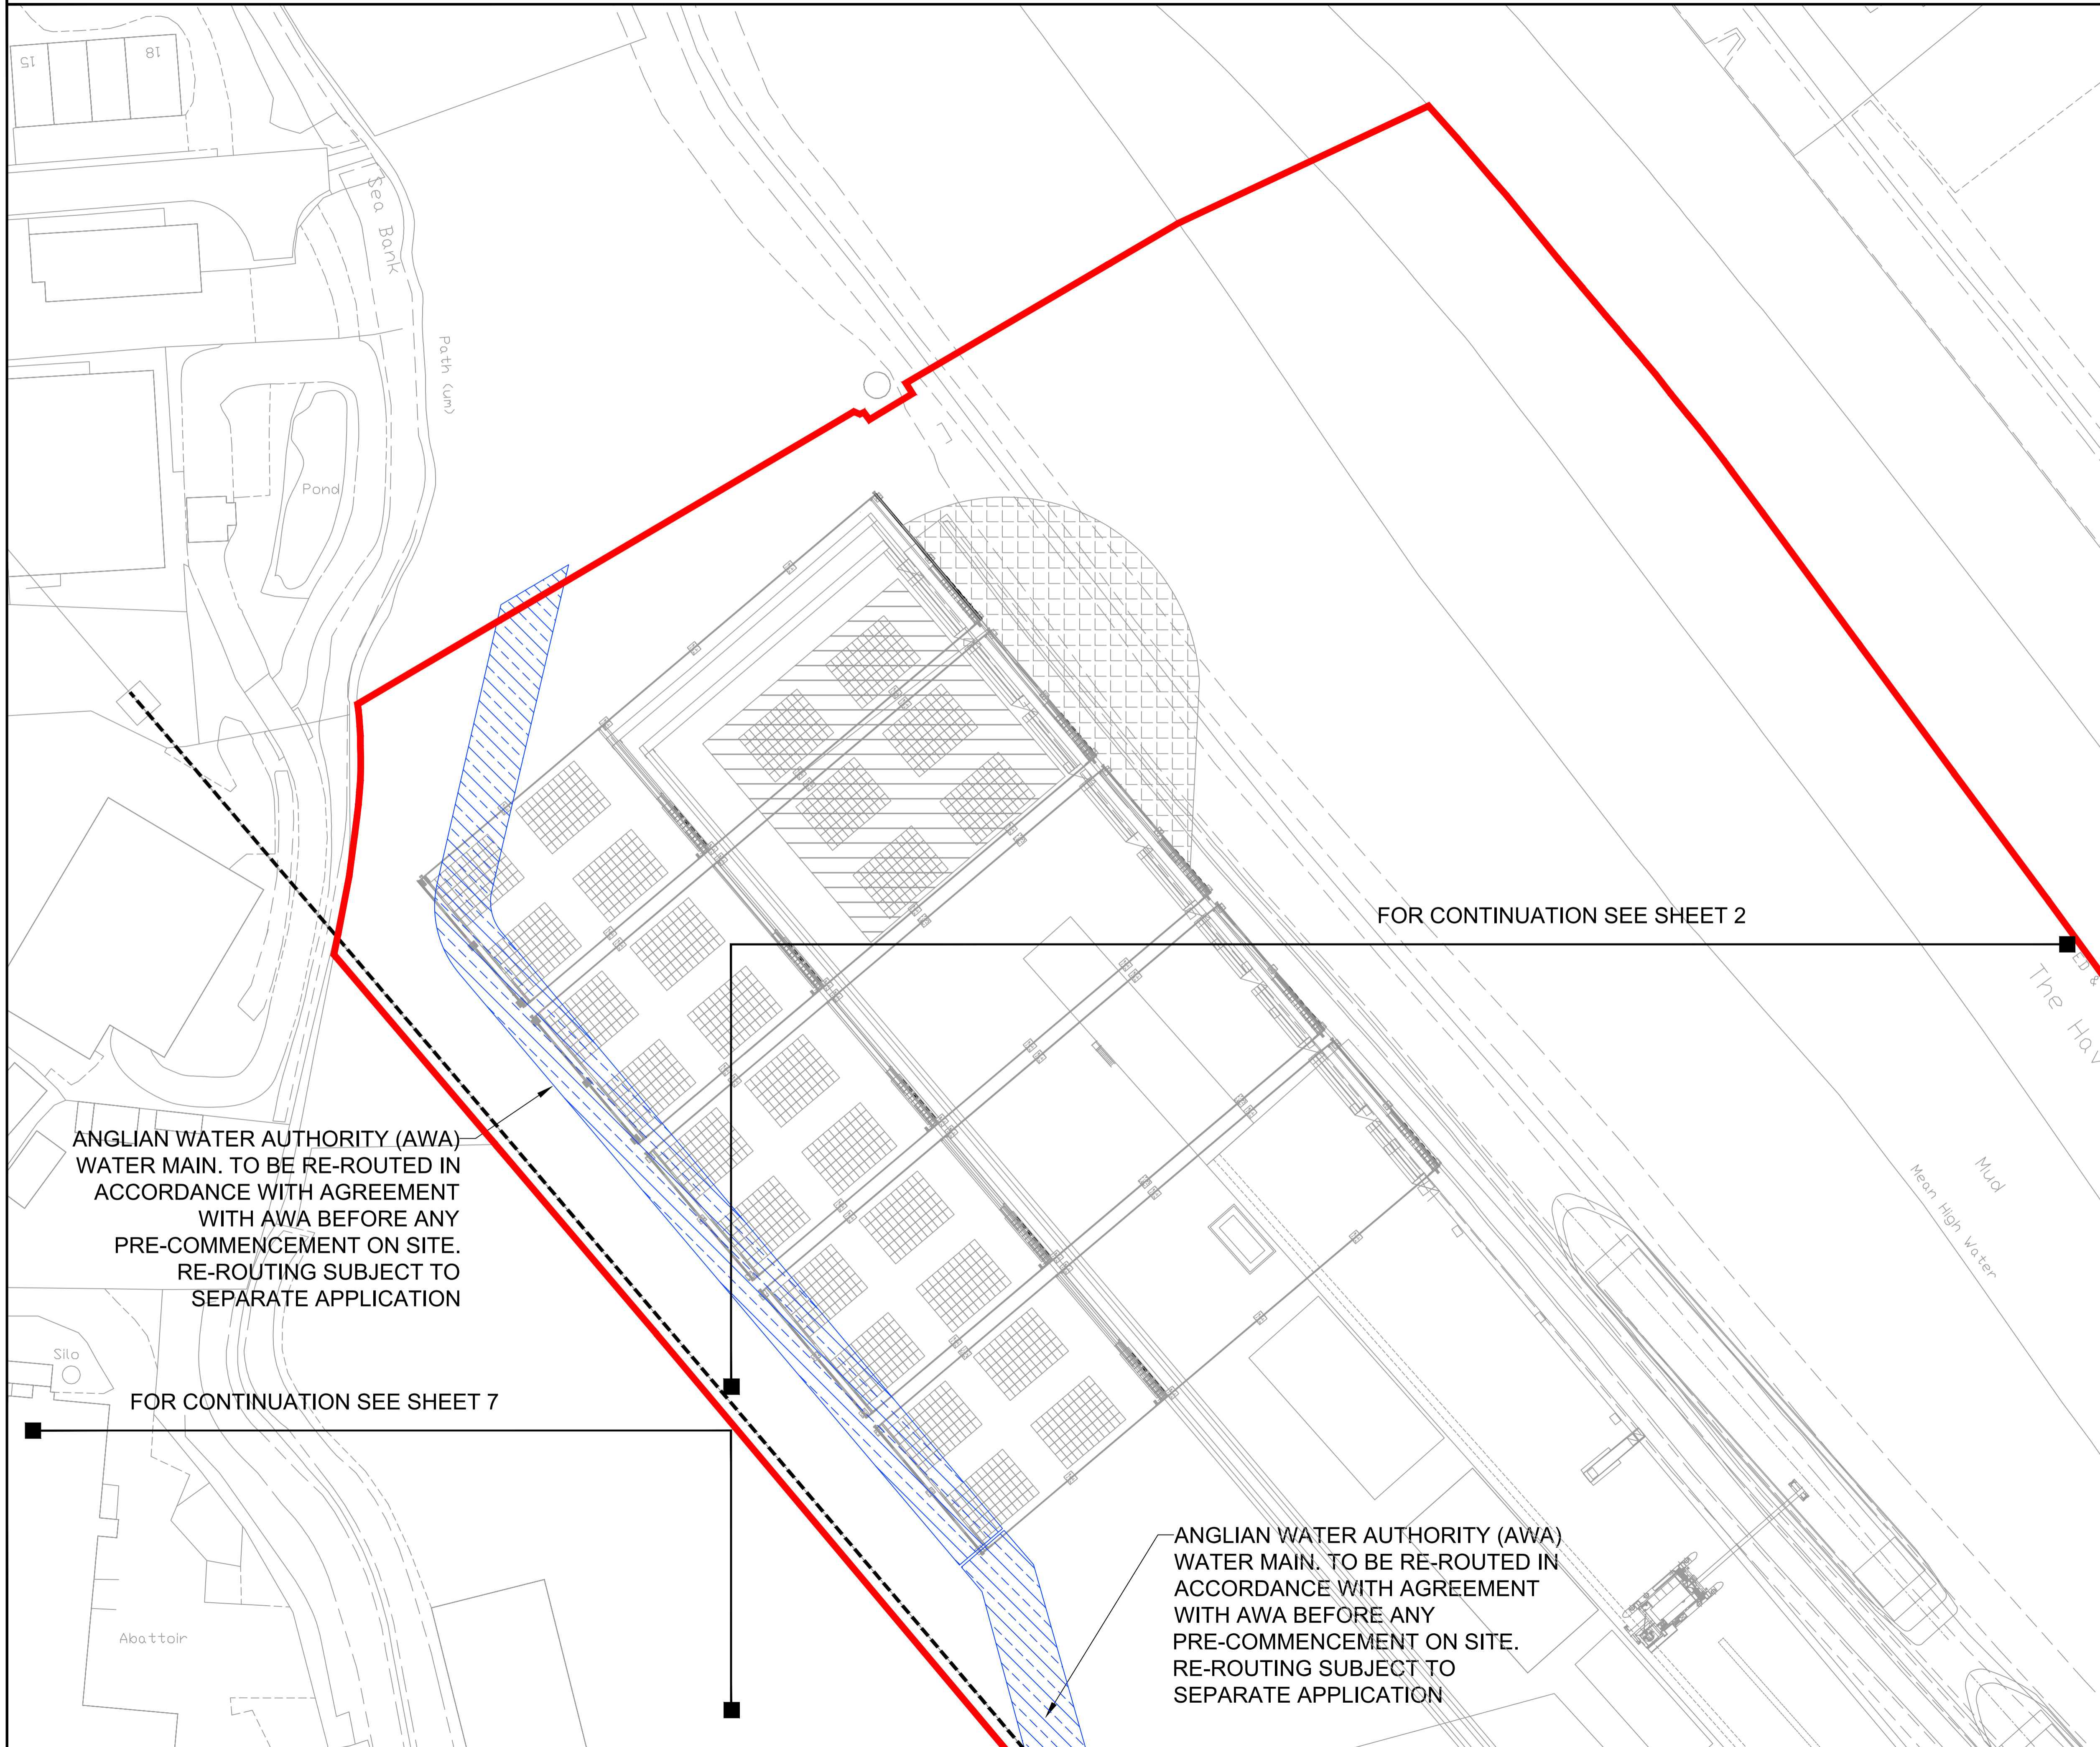 15
18
Sea Bank
Path (um)
Pond
FOR CONTINUATION SEE SHEET 2
ED &
The Hav
ANGLIAN WATER AUTHORITY (AWA)
WATER MAIN. TO BE RE-ROUTED IN
ACCORDANCE WITH AGREEMENT
WITH AWA BEFORE ANY
PRE-COMMENCEMENT ON SITE.
RE-ROUTING SUBJECT TO
SEPARATE APPLICATION
Mud
Mean High Water
Silo
FOR CONTINUATION SEE SHEET 7
ANGLIAN WATER AUTHORITY (AWA)
WATER MAIN. TO BE RE-ROUTED IN
ACCORDANCE WITH AGREEMENT
WITH AWA BEFORE ANY
PRE-COMMENCEMENT ON SITE.
RE-ROUTING SUBJECT TO
SEPARATE APPLICATION
Abattoir